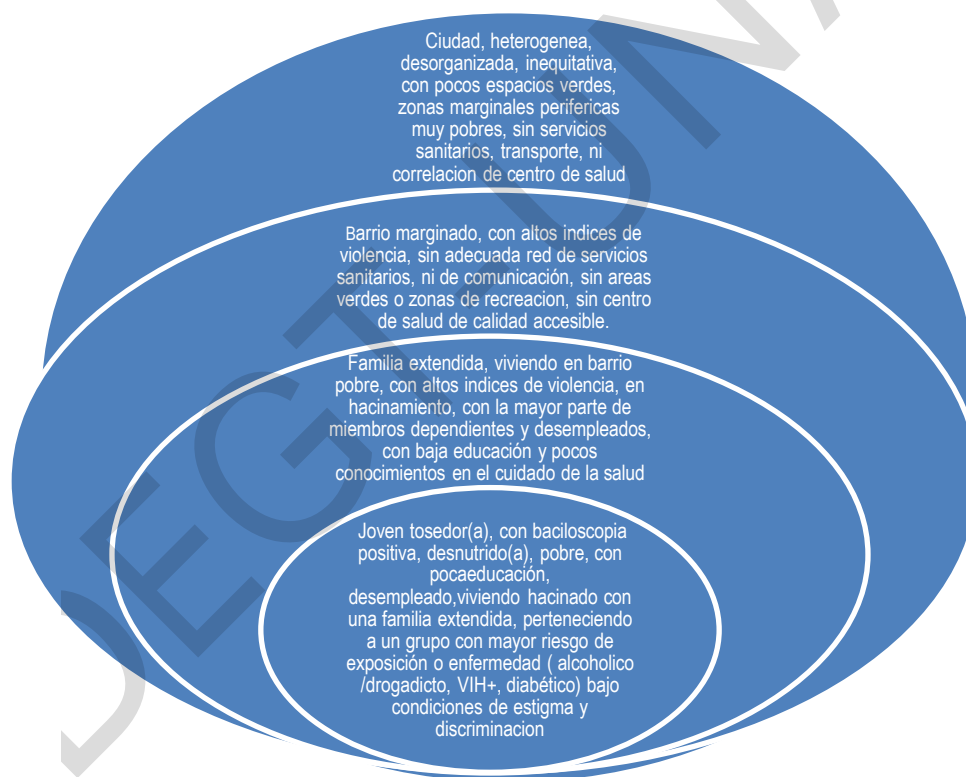 Ciudad, heterogenea,
desorganizada, inequitativa,
con pocos espacios verdes,
zonas marginales perifericas
muy pobres, sin servicios
sanitarios, transporte, ni
correlacion de centro de salud
Barrio marginado, con altos indices de
violencia, sin adecuada red de servicios
sanitarios, ni de comunicación, sin areas
verdes o zonas de recreacion, sin centro
de salud de calidad accesible.
Familia extendida, viviendo en barrio
pobre, con altos indices de violencia, en
hacinamiento, con la mayor parte de
miembros dependientes y desempleados,
con baja educación y pocos
conocimientos en el cuidado de la salud
Joven tosedor(a), con baciloscopia
positiva, desnutrido(a), pobre, con
pocaeducación,
desempleado,viviendo hacinado con
una familia extendida, perteneciendo
a un grupo con mayor riesgo de
exposición o enfermedad ( alcoholico
/drogadicto, VIH+, diabético) bajo
condiciones de estigma y
discriminacion
DEGT-UNA